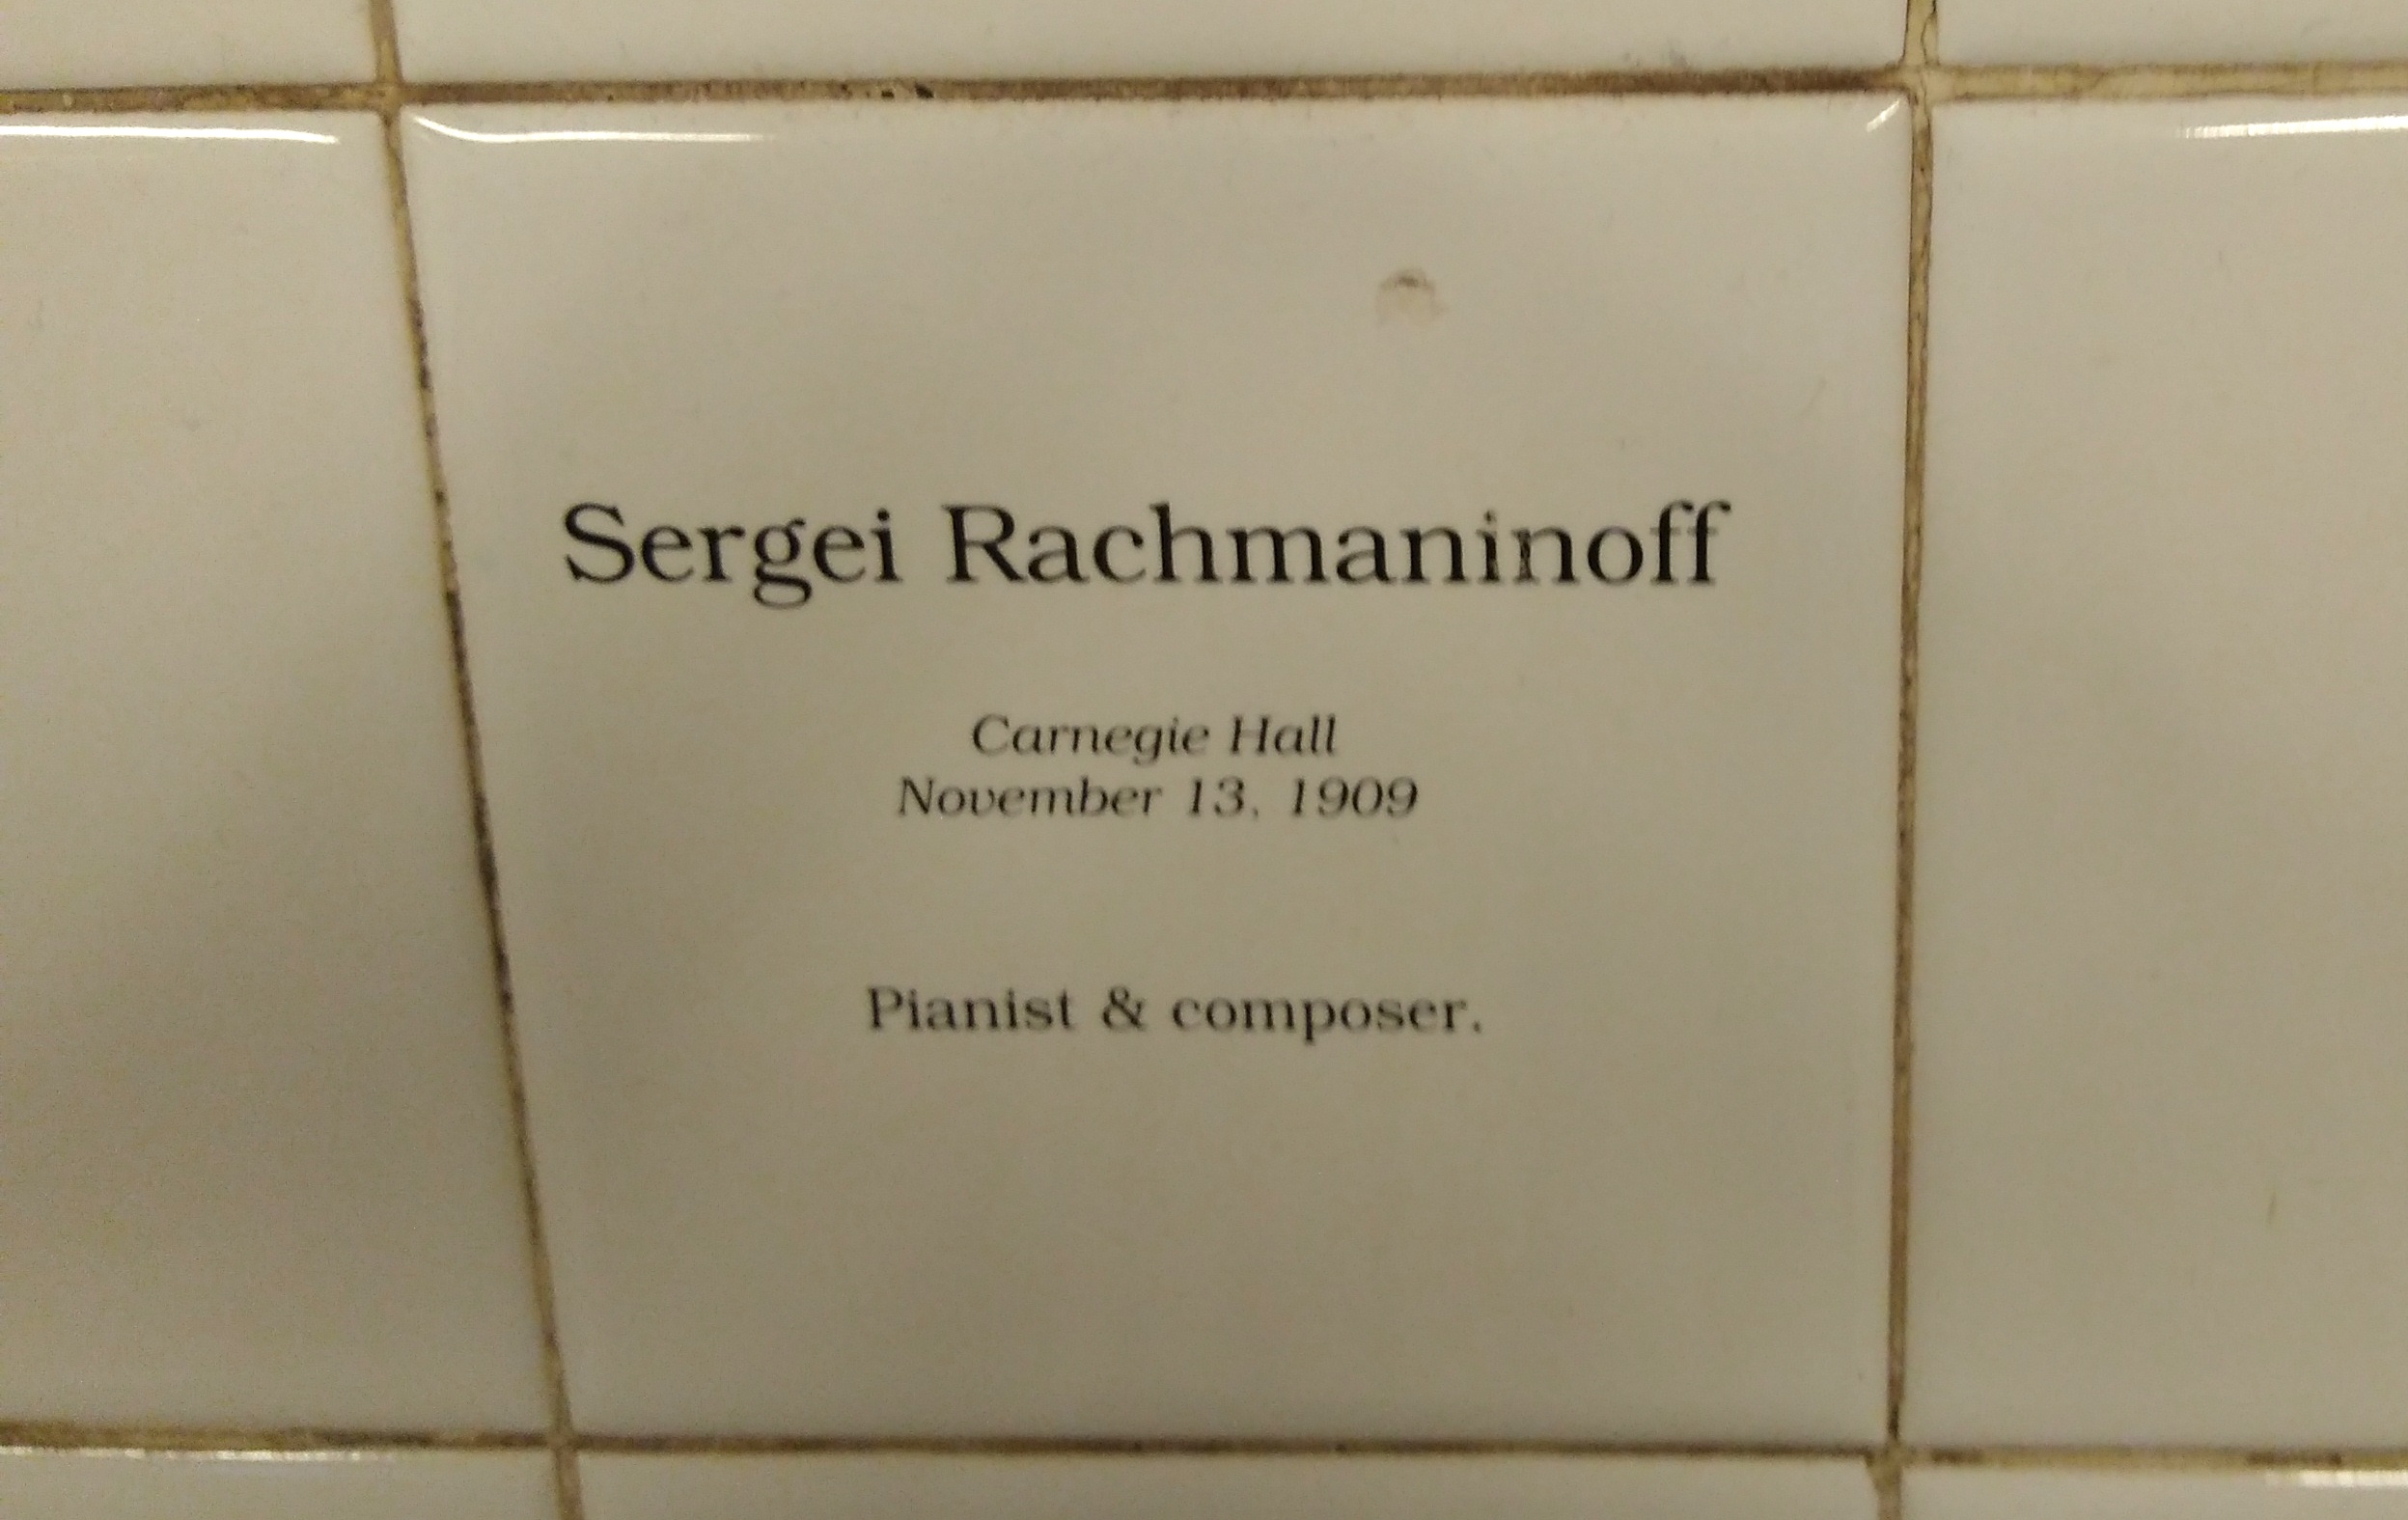 Sergei Rachmaninoff
Carnegie Hall
November 13, 1909
Pianist & composer.